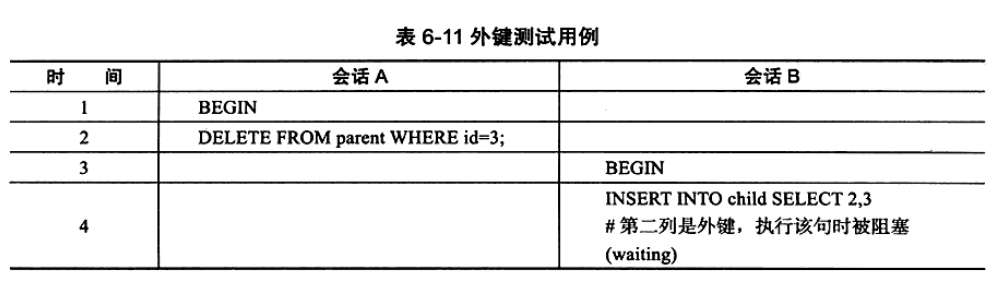 表 6-11 外键测试用例
时 间 会话 A 会话 B
1 BEGIN
2 DELETE FROM parent WHERE id=3;
3 BEGIN
INSERT INTO child SELECT 2,3
4 # 第二列是外键，执行该句时被阻塞
(waiting)